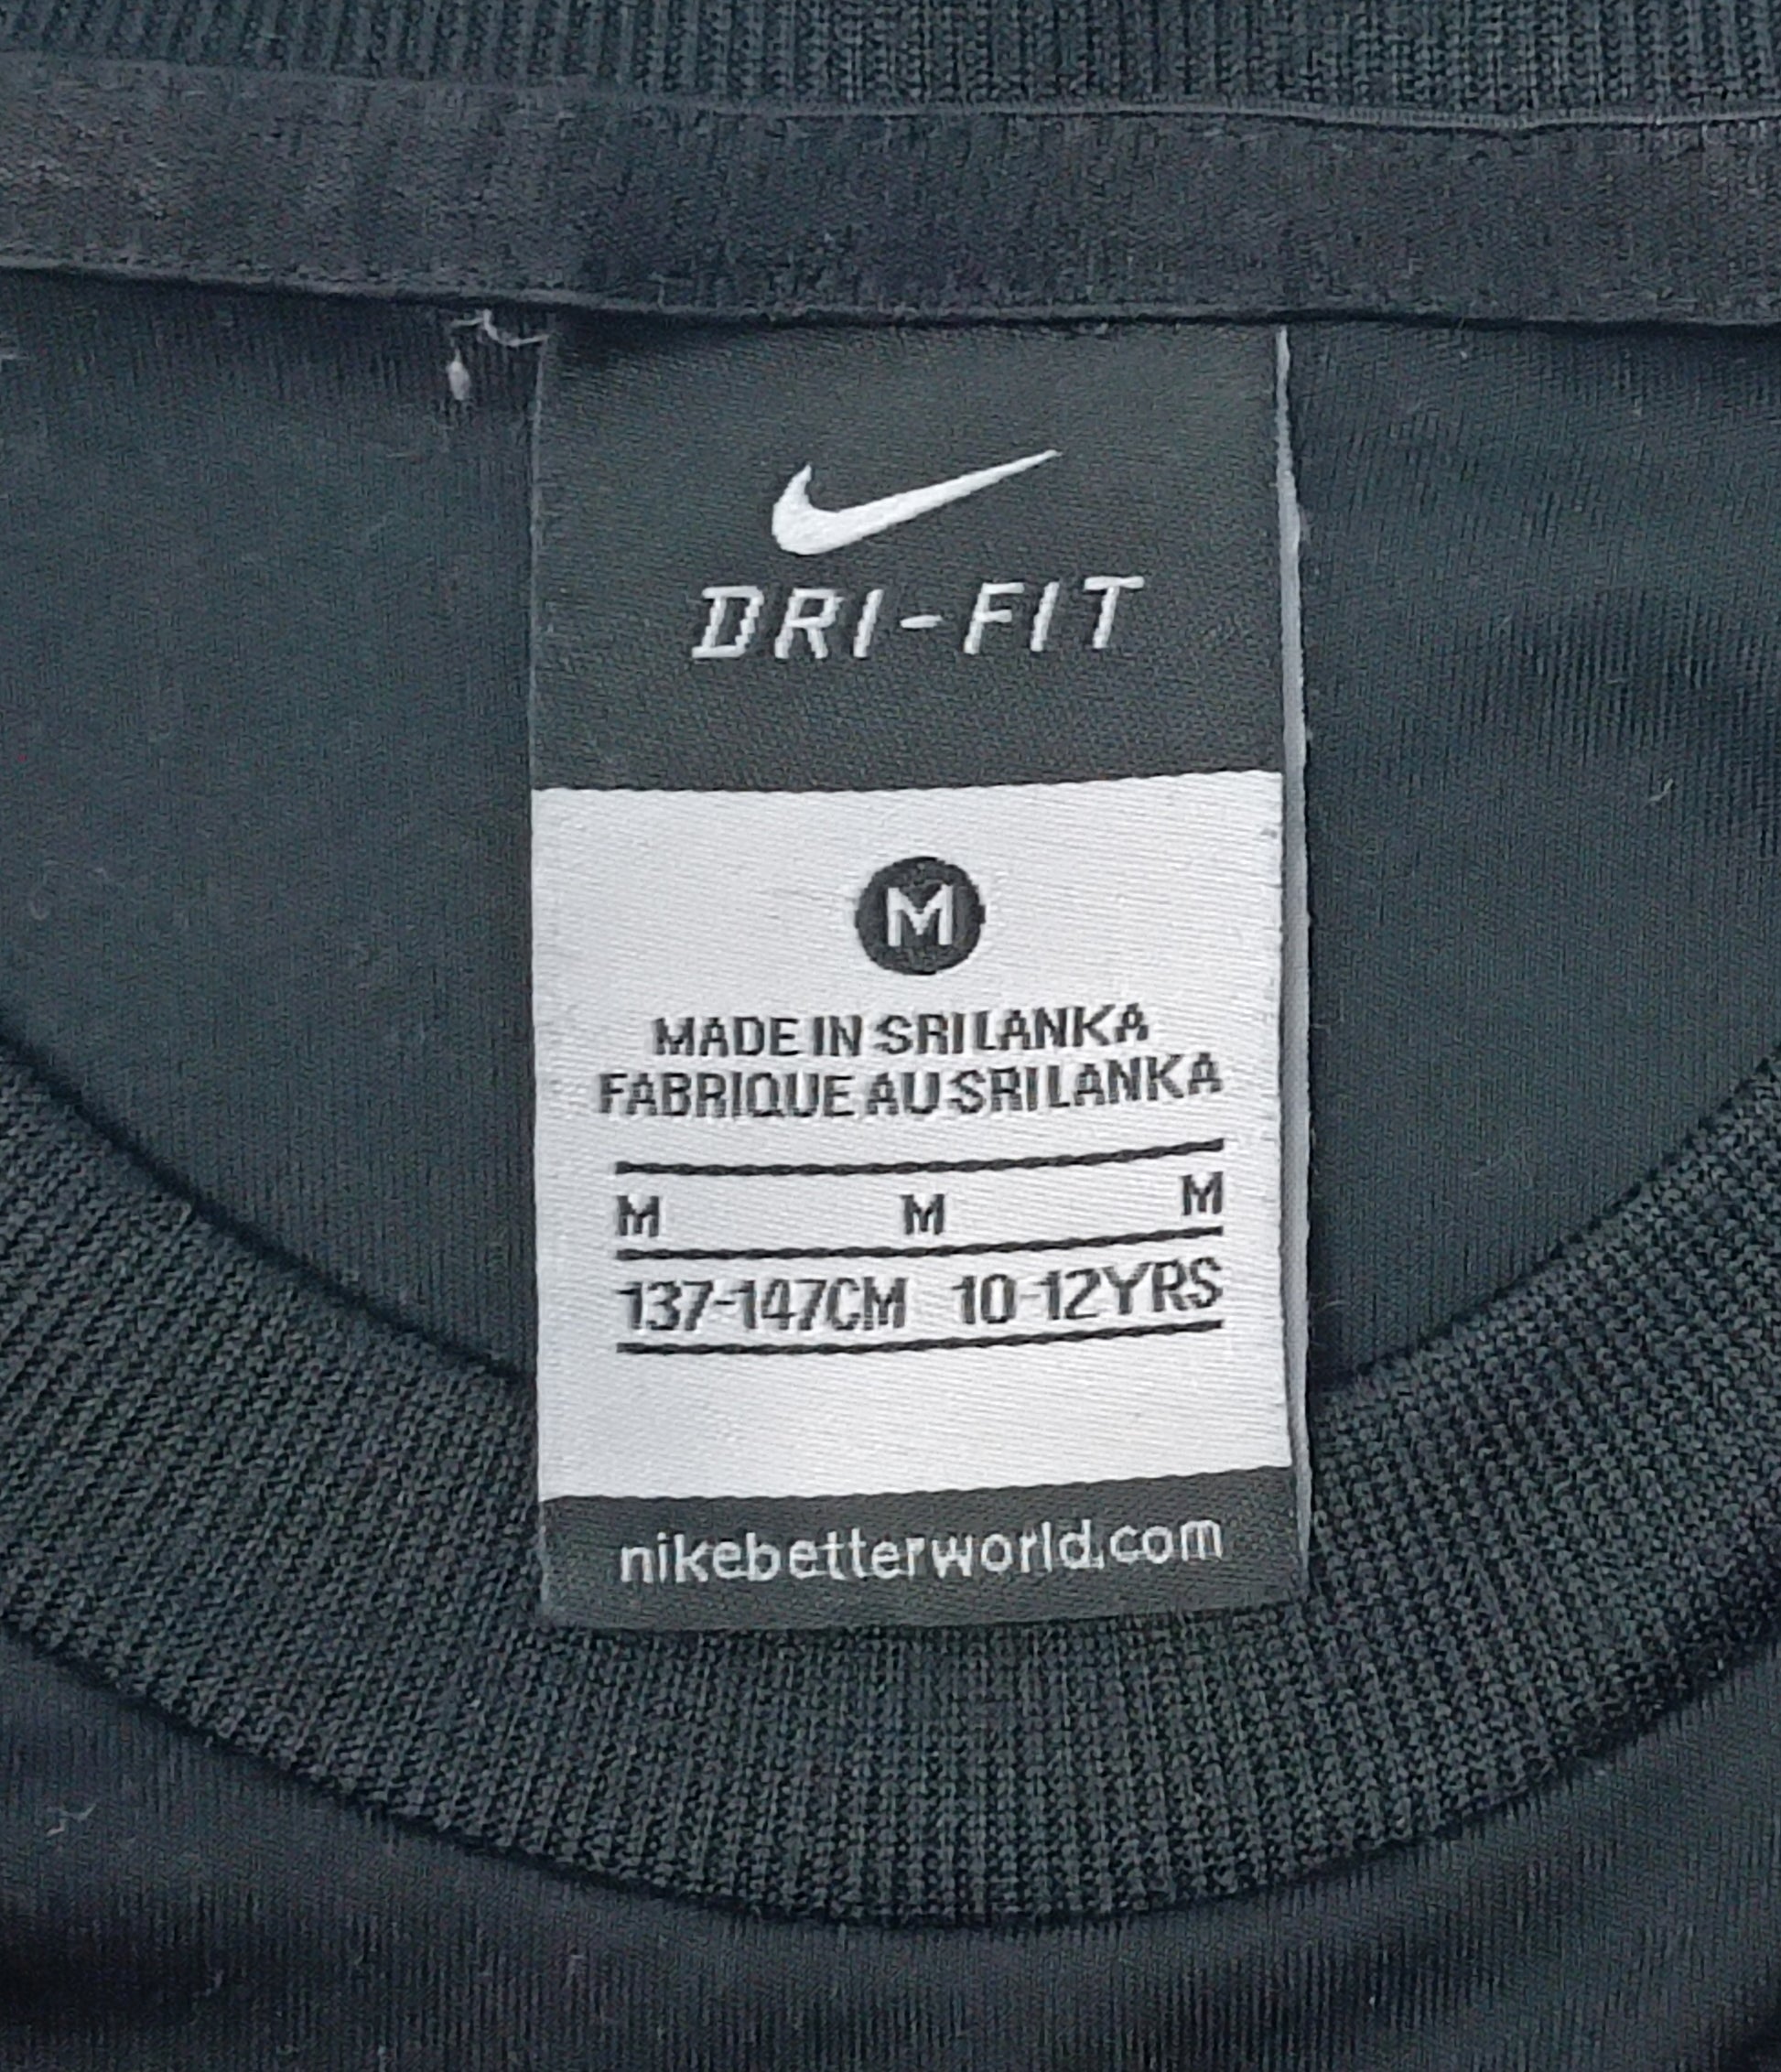 DRI-FIT
M
MADE IN SRI LANKA
FABRIQUE AU SRI LANKA
M M M
137-147CM 10-12YRS
nikebetterworld.com